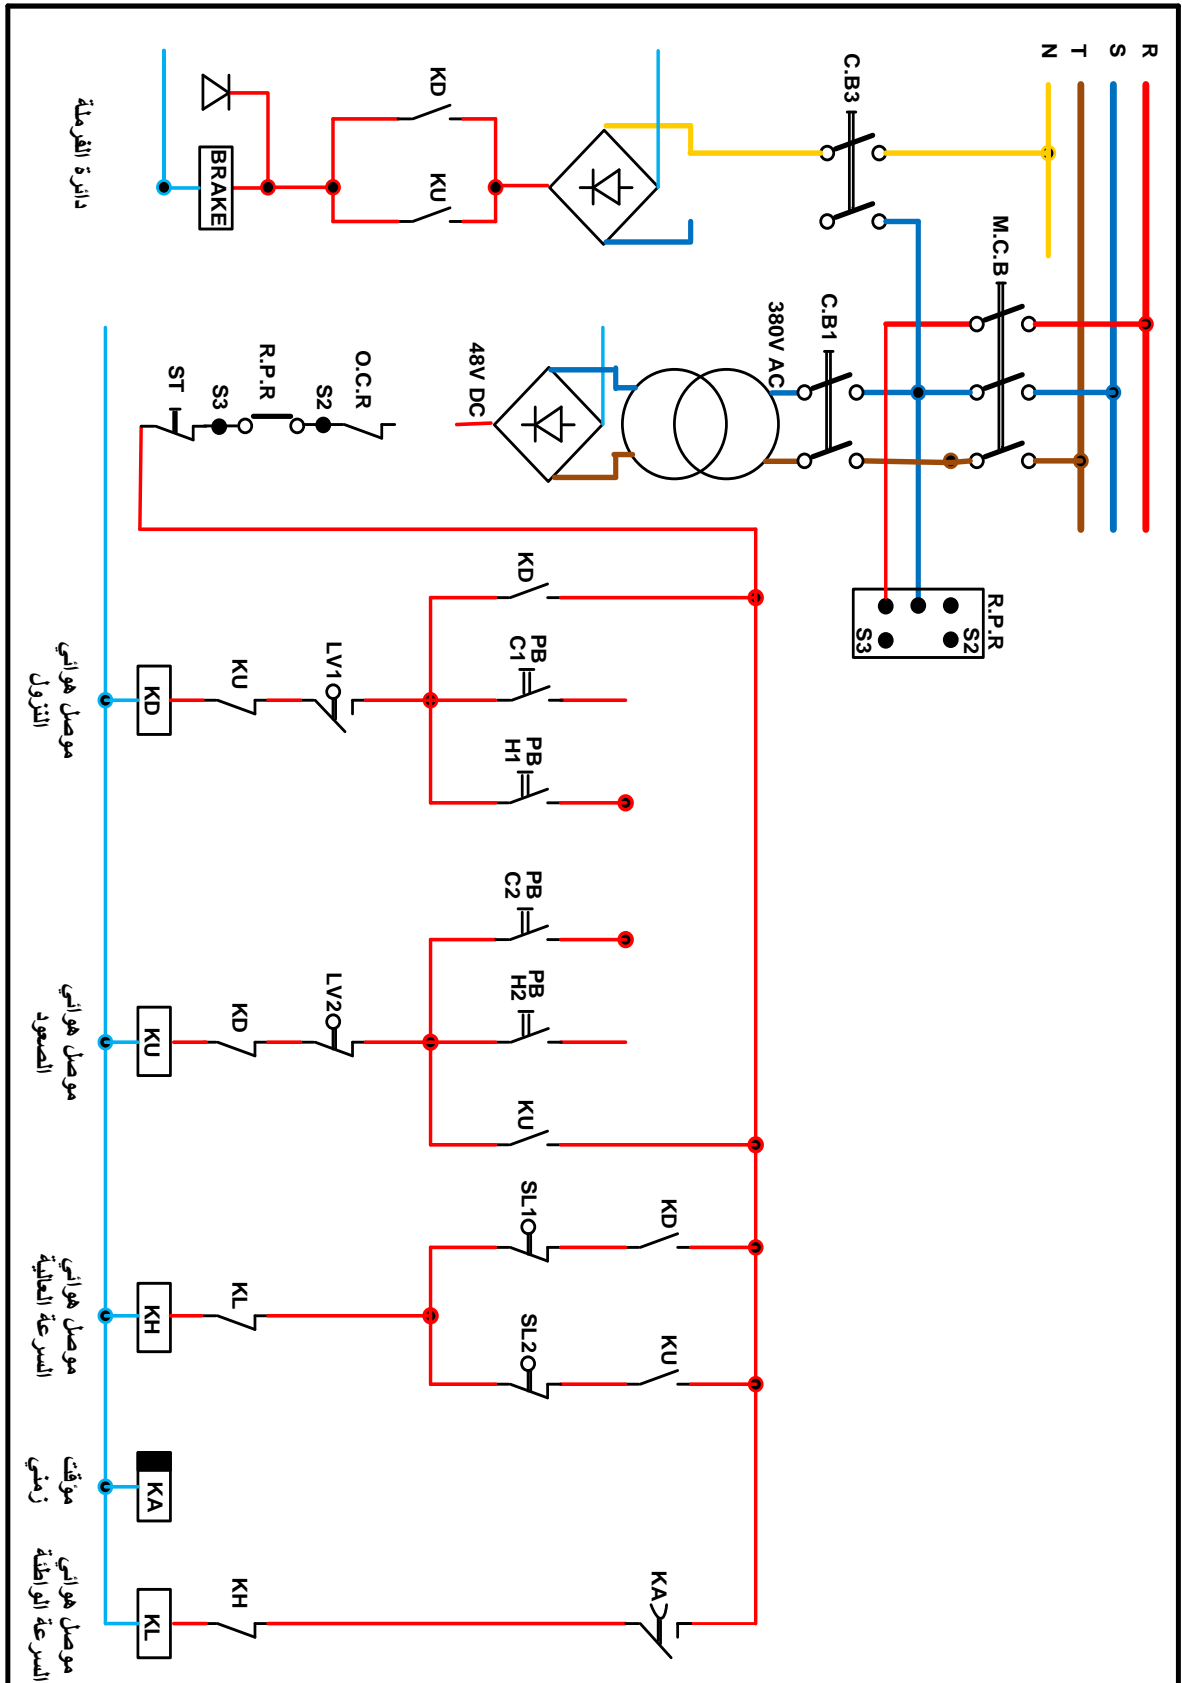 R
S
T
N
C.B3
M.C.B
KD
KU
BRAKE
دائرة الفرملة
C.B1
380V AC
48V DC
O.C.R
S2
R.P.R
S3
ST
R.P.R
S2
S3
KD
PB
C1
PB
H1
LV1
KU
KD
موصل هوائي
النزول
PB
C2
PB
H2
KU
LV2
KD
KU
موصل هوائي
الصعود
KD
SL1
KU
SL2
KL
KH
موصل هوائي
السرعة العالية
KA
مؤقت
زمني
KA
KH
KL
موصل هوائي
السرعة الواطئة